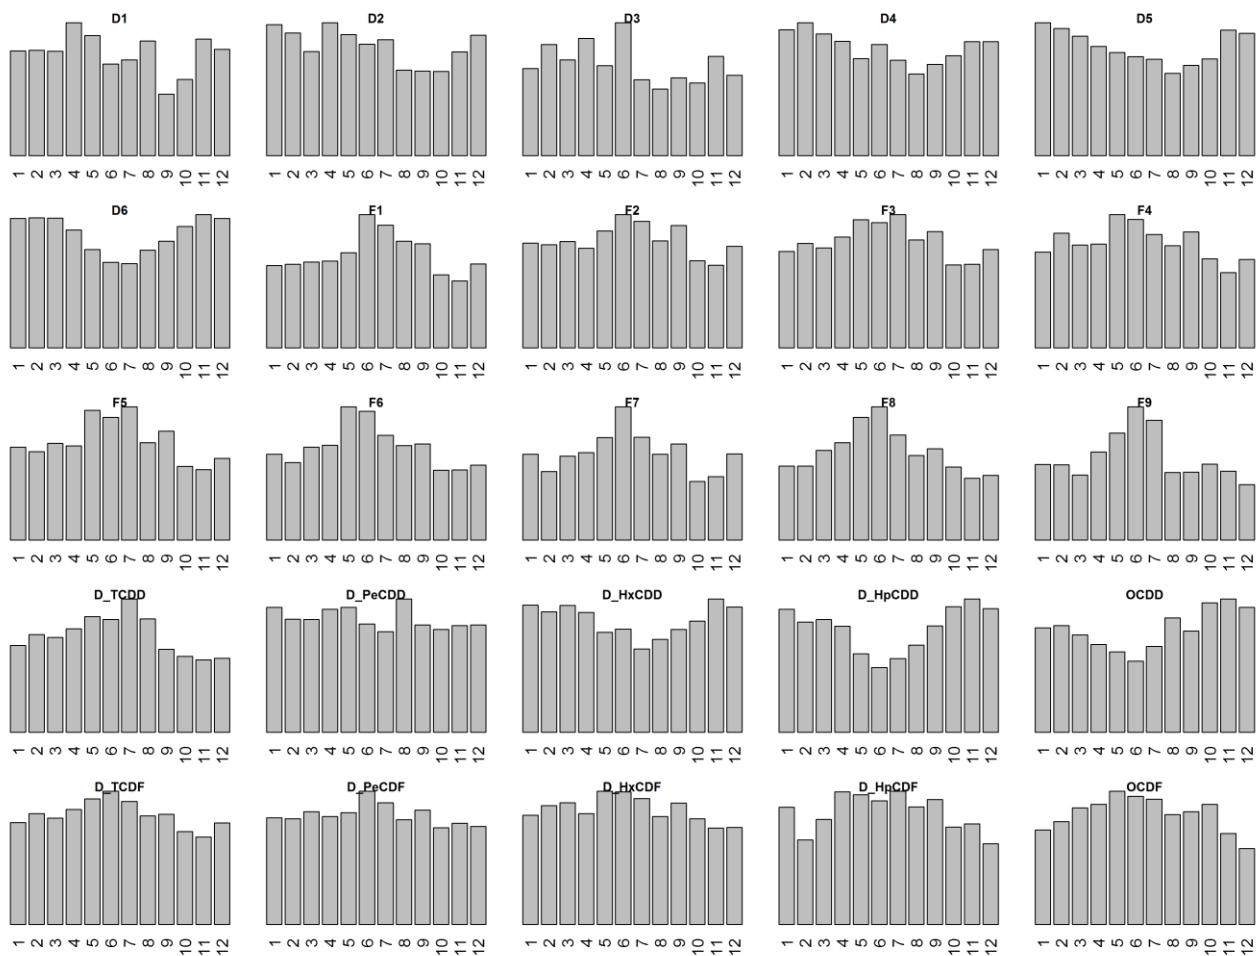 D1 D2 D3 D4 D5
1 2 3 4 5 6 7 8 9 10 11 12 1 2 3 4 5 6 7 8 9 10 11 12 1 2 3 4 5 6 7 8 9 10 11 12 1 2 3 4 5 6 7 8 9 10 11 12 1 2 3 4 5 6 7 8 9 10 11 12
D6 F1 F2 F3 F4
1 2 3 4 5 6 7 8 9 10 11 12 1 2 3 4 5 6 7 8 9 10 11 12 1 2 3 4 5 6 7 8 9 10 11 12 1 2 3 4 5 6 7 8 9 10 11 12 1 2 3 4 5 6 7 8 9 10 11 12
F5 F6 F7 F8 F9
1 2 3 4 5 6 7 8 9 10 11 12 1 2 3 4 5 6 7 8 9 10 11 12 1 2 3 4 5 6 7 8 9 10 11 12 1 2 3 4 5 6 7 8 9 10 11 12 1 2 3 4 5 6 7 8 9 10 11 12
D_TCDD D_PeCDD D_HxCDD D_HpCDD OCDD
1 2 3 4 5 6 7 8 9 10 11 12 1 2 3 4 5 6 7 8 9 10 11 12 1 2 3 4 5 6 7 8 9 10 11 12 1 2 3 4 5 6 7 8 9 10 11 12 1 2 3 4 5 6 7 8 9 10 11 12
D_TCDF D_PeCDF D_HxCDF D_HpCDF OCDF
1 2 3 4 5 6 7 8 9 10 11 12 1 2 3 4 5 6 7 8 9 10 11 12 1 2 3 4 5 6 7 8 9 10 11 12 1 2 3 4 5 6 7 8 9 10 11 12 1 2 3 4 5 6 7 8 9 10 11 12